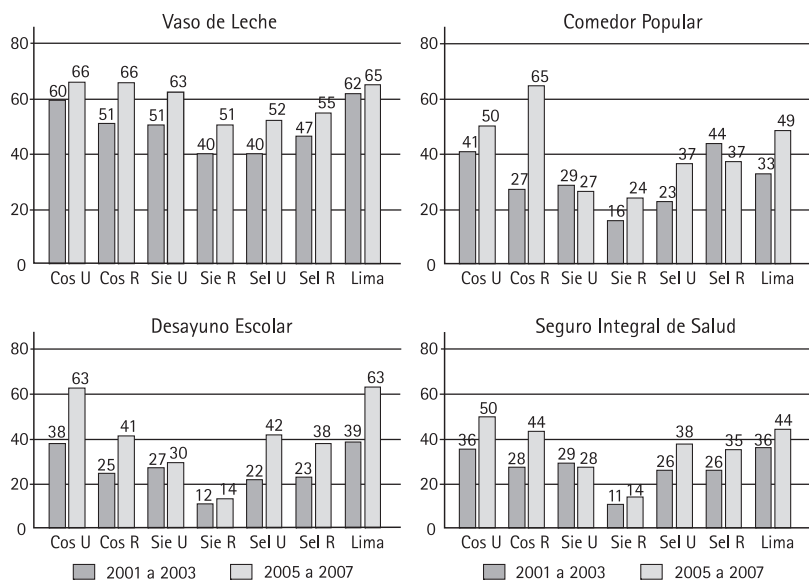 Vaso de Leche
80
60
40
20
0
60 66 51 66 51 63 40 51 40 52 47 55 62 65
Cos U Cos R Sie U Sie R Sel U Sel R Lima
Comedor Popular
80
60
40
20
0
41 50 27 65 29 27 16 24 23 37 44 37 33 49
Cos U Cos R Sie U Sie R Sel U Sel R Lima
Desayuno Escolar
80
60
40
20
0
38 63 25 41 27 30 12 14 22 42 23 38 39 63
Cos U Cos R Sie U Sie R Sel U Sel R Lima
2001 a 2003 2005 a 2007
Seguro Integral de Salud
80
60
40
20
0
36 50 28 44 29 28 11 14 26 38 26 35 36 44
Cos U Cos R Sie U Sie R Sel U Sel R Lima
2001 a 2003 2005 a 2007